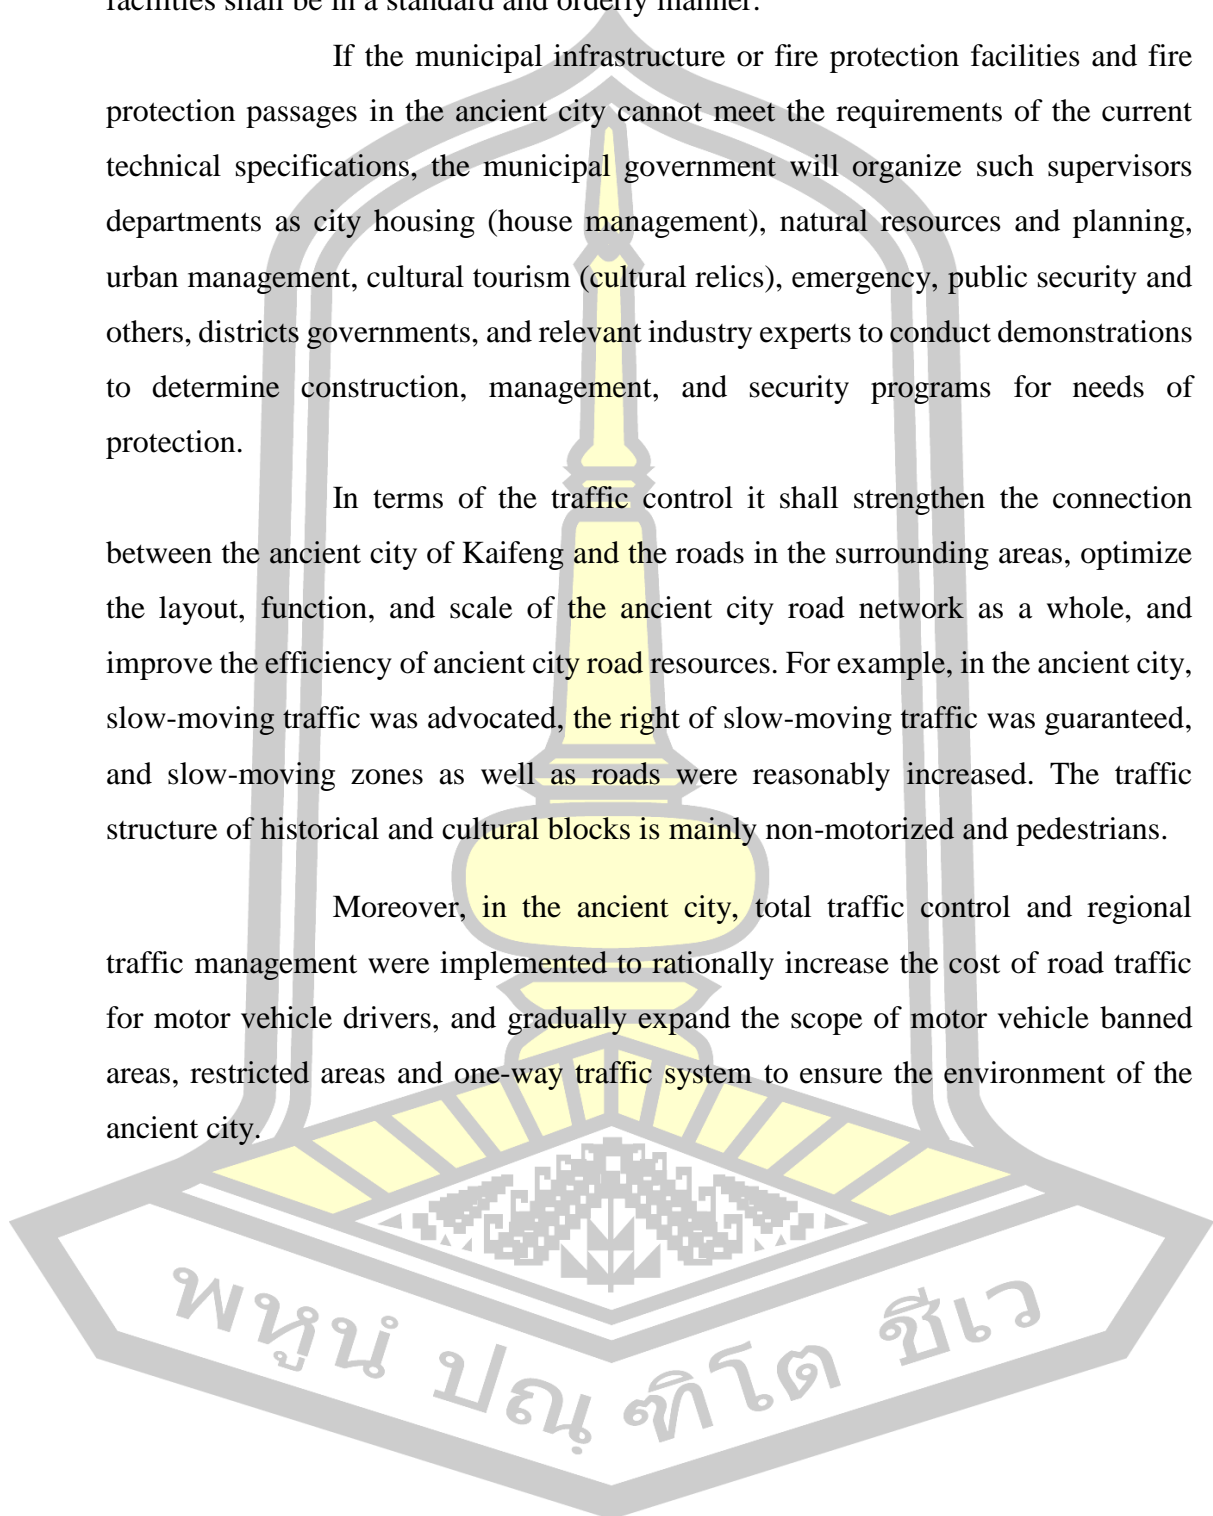 facilities shall be in a standard and orderly manner.
If the municipal infrastructure or fire protection facilities and fire
protection passages in the ancient city cannot meet the requirements of the current
technical specifications, the municipal government will organize such supervisors
departments as city housing (house management), natural resources and planning,
urban management, cultural tourism (cultural relics), emergency, public security and
others, districts governments, and relevant industry experts to conduct demonstrations
to determine construction, management, and security programs for needs of
protection.
In terms of the traffic control it shall strengthen the connection
between the ancient city of Kaifeng and the roads in the surrounding areas, optimize
the layout, function, and scale of the ancient city road network as a whole, and
improve the efficiency of ancient city road resources. For example, in the ancient city,
slow-moving traffic was advocated, the right of slow-moving traffic was guaranteed,
and slow-moving zones as well as roads were reasonably increased. The traffic
structure of historical and cultural blocks is mainly non-motorized and pedestrians.
Moreover, in the ancient city, total traffic control and regional
traffic management were implemented to rationally increase the cost of road traffic
for motor vehicle drivers, and gradually expand the scope of motor vehicle banned
areas, restricted areas and one-way traffic system to ensure the environment of the
ancient city.
พหูนํ ปณฺฑิโต ชีเว